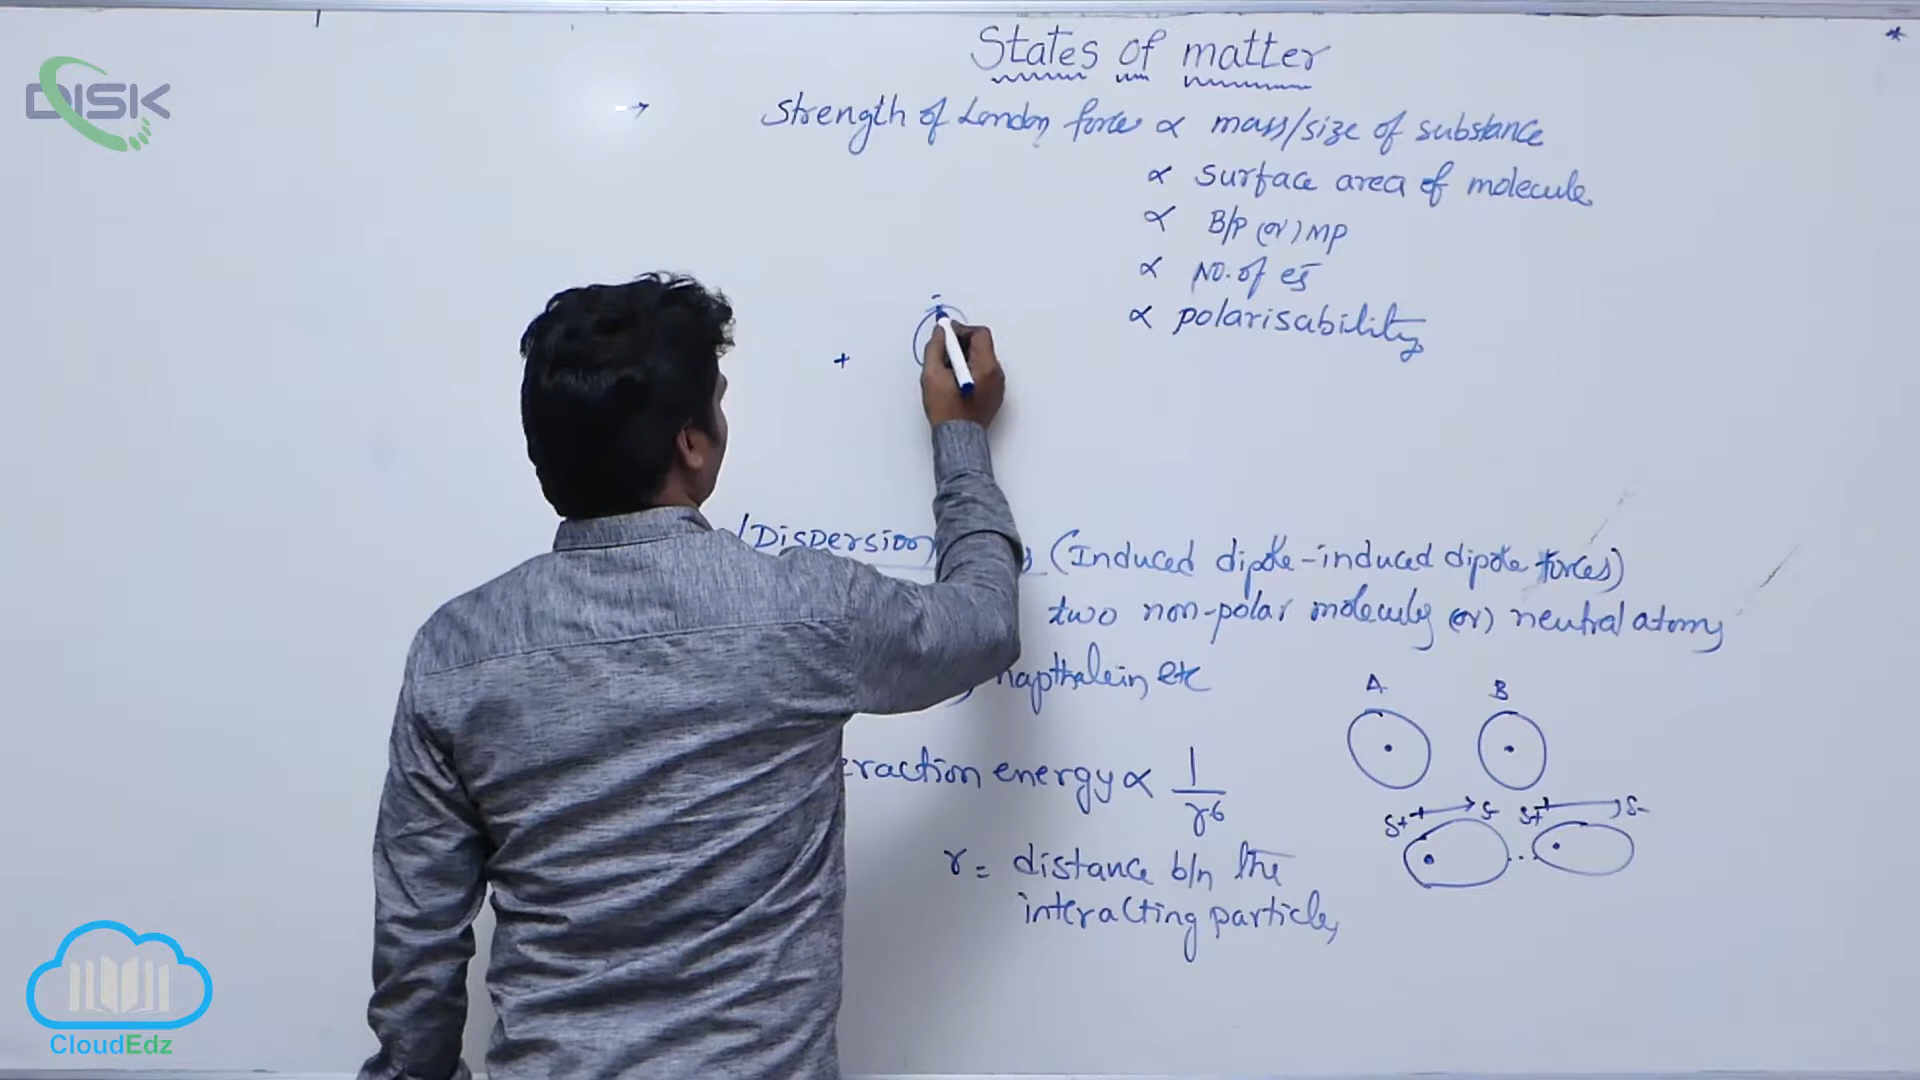 DISK
States of matter
*
→ Strength of London forces ∝ mass/size of substance
∝ surface area of molecule
∝ B/P (or) MP
∝ No. of es
∝ polarisability
-
+
/Dispersion (Induced dipole-induced dipole forces)
two non-polar molecules (or) neutral atoms
napthalein, etc
A B
eraction energy ∝ 1/r6
δ+ δ- δ+ δ-
r = distance b/n the
interacting particles
CloudEdz